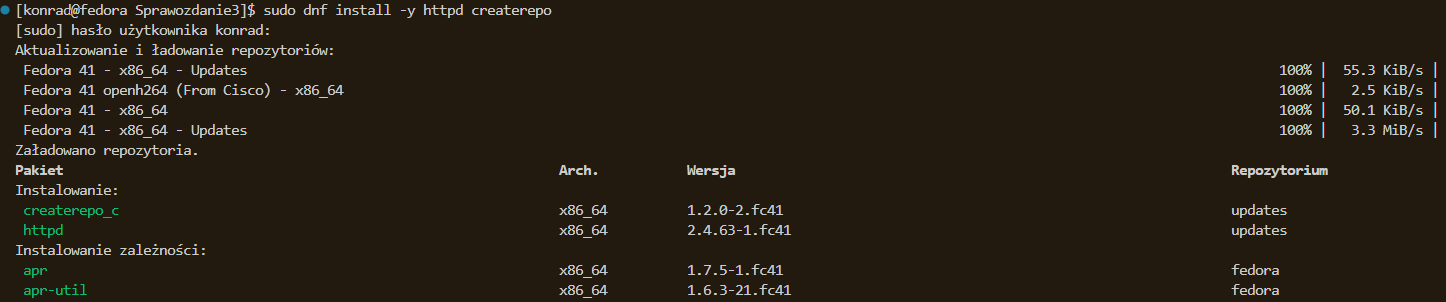 [konrad@fedora Sprawozdanie3]$ sudo dnf install -y httpd createrepo
[sudo] hasło użytkownika konrad:
Aktualizowanie i ładowanie repozytoriów:
Fedora 41 - x86_64 - Updates 100% | 55.3 KiB/s |
Fedora 41 openh264 (From Cisco) - x86_64 100% | 2.5 KiB/s |
Fedora 41 - x86_64 100% | 50.1 KiB/s |
Fedora 41 - x86_64 - Updates 100% | 3.3 MiB/s |
Załadowano repozytoria.
Pakiet Arch. Wersja Repozytorium
Instalowanie:
createrepo_c x86_64 1.2.0-2.fc41 updates
httpd x86_64 2.4.63-1.fc41 updates
Instalowanie zależności:
apr x86_64 1.7.5-1.fc41 fedora
apr-util x86_64 1.6.3-21.fc41 fedora